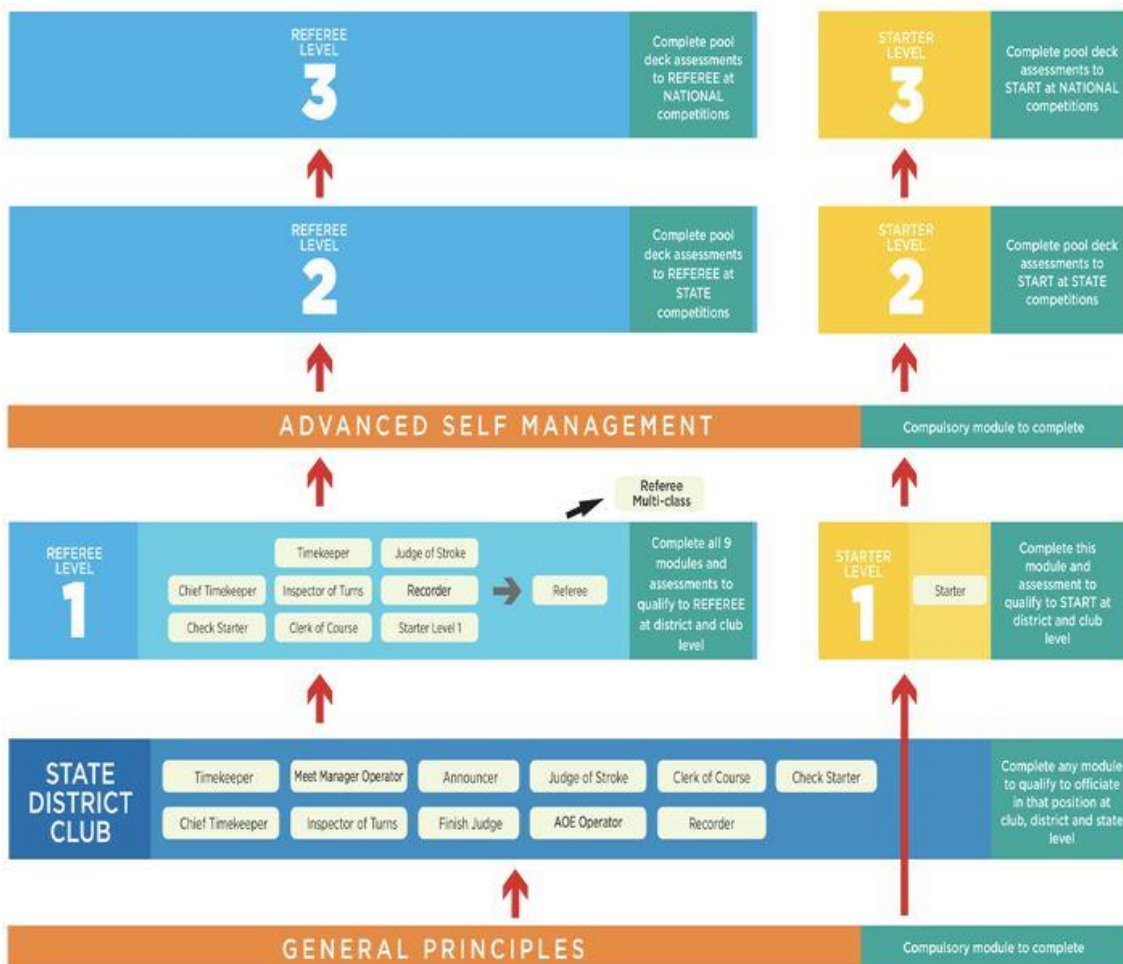 REFEREE
LEVEL
3
Complete pool
deck assessments
to REFEREE at
NATIONAL
competitions
STARTER
LEVEL
3
Complete pool
deck assessments to
START at NATIONAL
competitions
REFEREE
LEVEL
2
Complete pool
deck assessments
to REFEREE at
STATE
competitions
STARTER
LEVEL
2
Complete pool
deck assessments to
START at STATE
competitions
ADVANCED SELF MANAGEMENT
Compulsory module to complete
Referee
Multi-class
REFEREE
LEVEL
1
Timekeeper
Judge of Stroke
Chief Timekeeper
Inspector of Turns
Recorder
Referee
Check Starter
Clerk of Course
Starter Level 1
Complete all 9
modules and
assessments to
qualify to REFEREE
at district and club
level
STARTER
LEVEL
1
Starter
Complete this
module and
assessment to
qualify to START at
district and club
level
STATE
DISTRICT
CLUB
Timekeeper
Meet Manager Operator
Announcer
Judge of Stroke
Clerk of Course
Check Starter
Chief Timekeeper
Inspector of Turns
Finish Judge
AOE Operator
Recorder
Complete any module
to qualify to officiate
in that position at
club, district and state
level
GENERAL PRINCIPLES
Compulsory module to complete